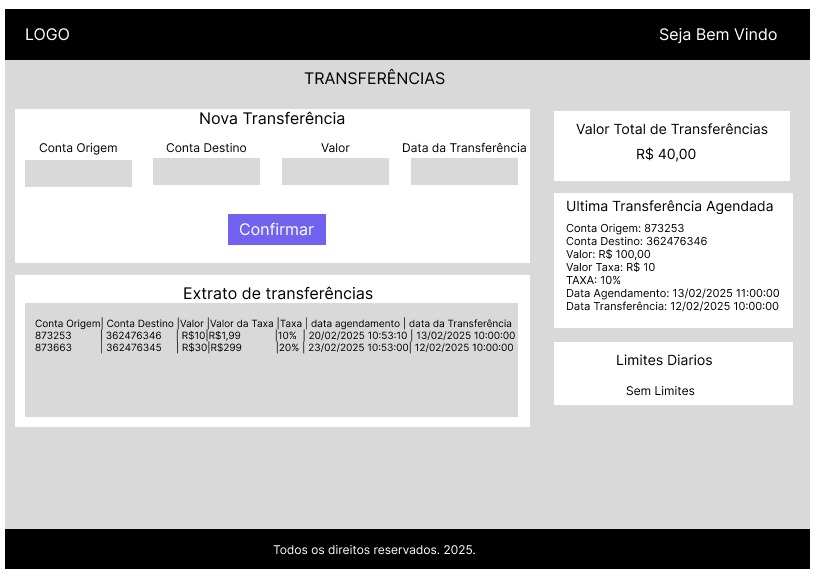 LOGO
Seja Bem Vindo
TRANSFERÊNCIAS
Nova Transferência
Conta Origem
Conta Destino
Valor
Data da Transferência
Confirmar
Extrato de transferências
Conta Origem| Conta Destino |Valor |Valor da Taxa |Taxa | data agendamento | data da Transferência
873253 | 362476346 | R$10|R$1,99 |10% | 20/02/2025 10:53:10 | 13/02/2025 10:00:00
873663 | 362476345 | R$30|R$299 |20% | 23/02/2025 10:53:00| 12/02/2025 10:00:00
Valor Total de Transferências
R$ 40,00
Ultima Transferência Agendada
Conta Origem: 873253
Conta Destino: 362476346
Valor: R$ 100,00
Valor Taxa: R$ 10
TAXA: 10%
Data Agendamento: 13/02/2025 11:00:00
Data Transferência: 12/02/2025 10:00:00
Limites Diarios
Sem Limites
Todos os direitos reservados. 2025.